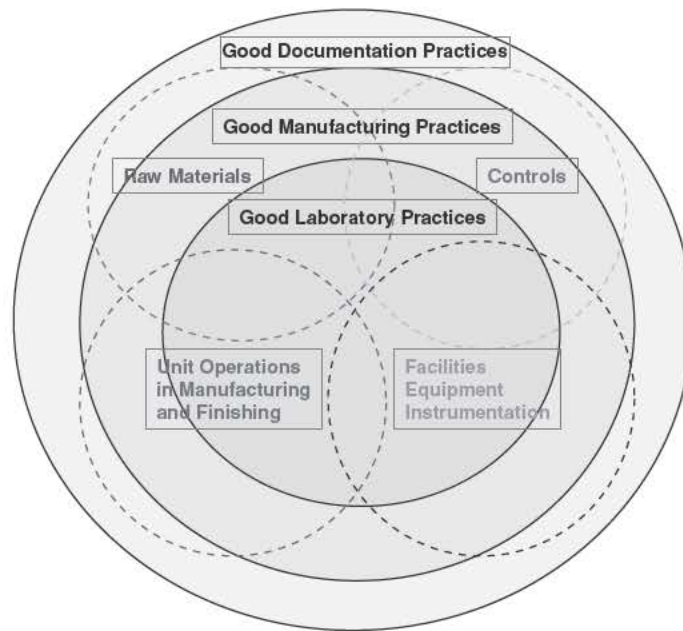 Good Documentation Practices
Good Manufacturing Practices
Raw Materials
Controls
Good Laboratory Practices
Unit Operations
in Manufacturing
and Finishing
Facilities
Equipment
Instrumentation